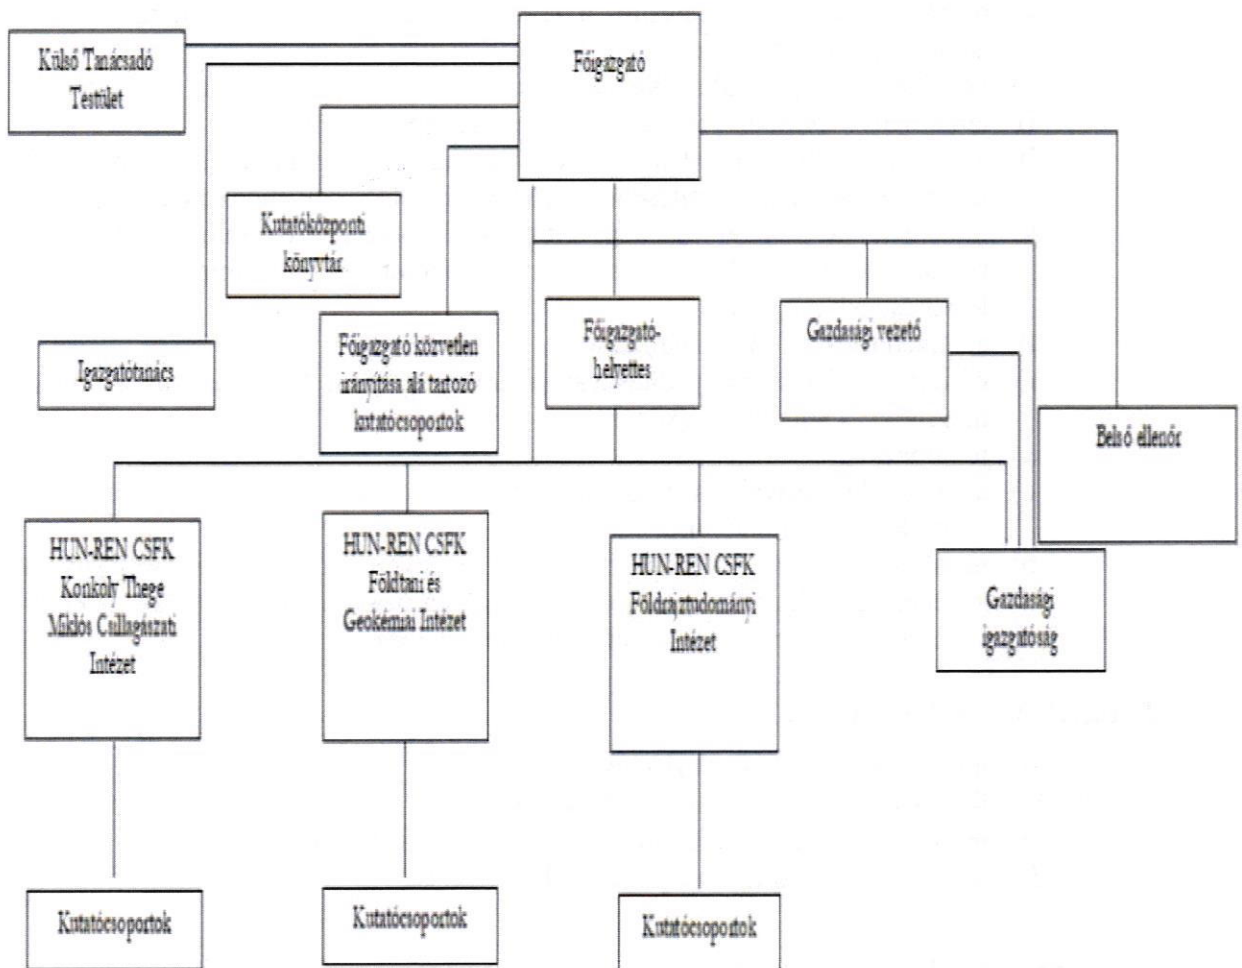 Külső Tanácsadó
Testület
Főigazgató
Kutatóközponti
könyvtár
Igazgatótanács
Főigazgató közvetlen
irányítása alá tartozó
kutatócsoportok
Főigazgató-
helyettes
Gazdasági vezető
Belső ellenőr
HUN-REN CSFK
Konkoly Thege
Miklós Csillagászati
Intézet
HUN-REN CSFK
Földtani és
Geokémiai Intézet
HUN-REN CSFK
Földrajztudományi
Intézet
Gazdasági
igazgatóság
Kutatócsoportok
Kutatócsoportok
Kutatócsoportok